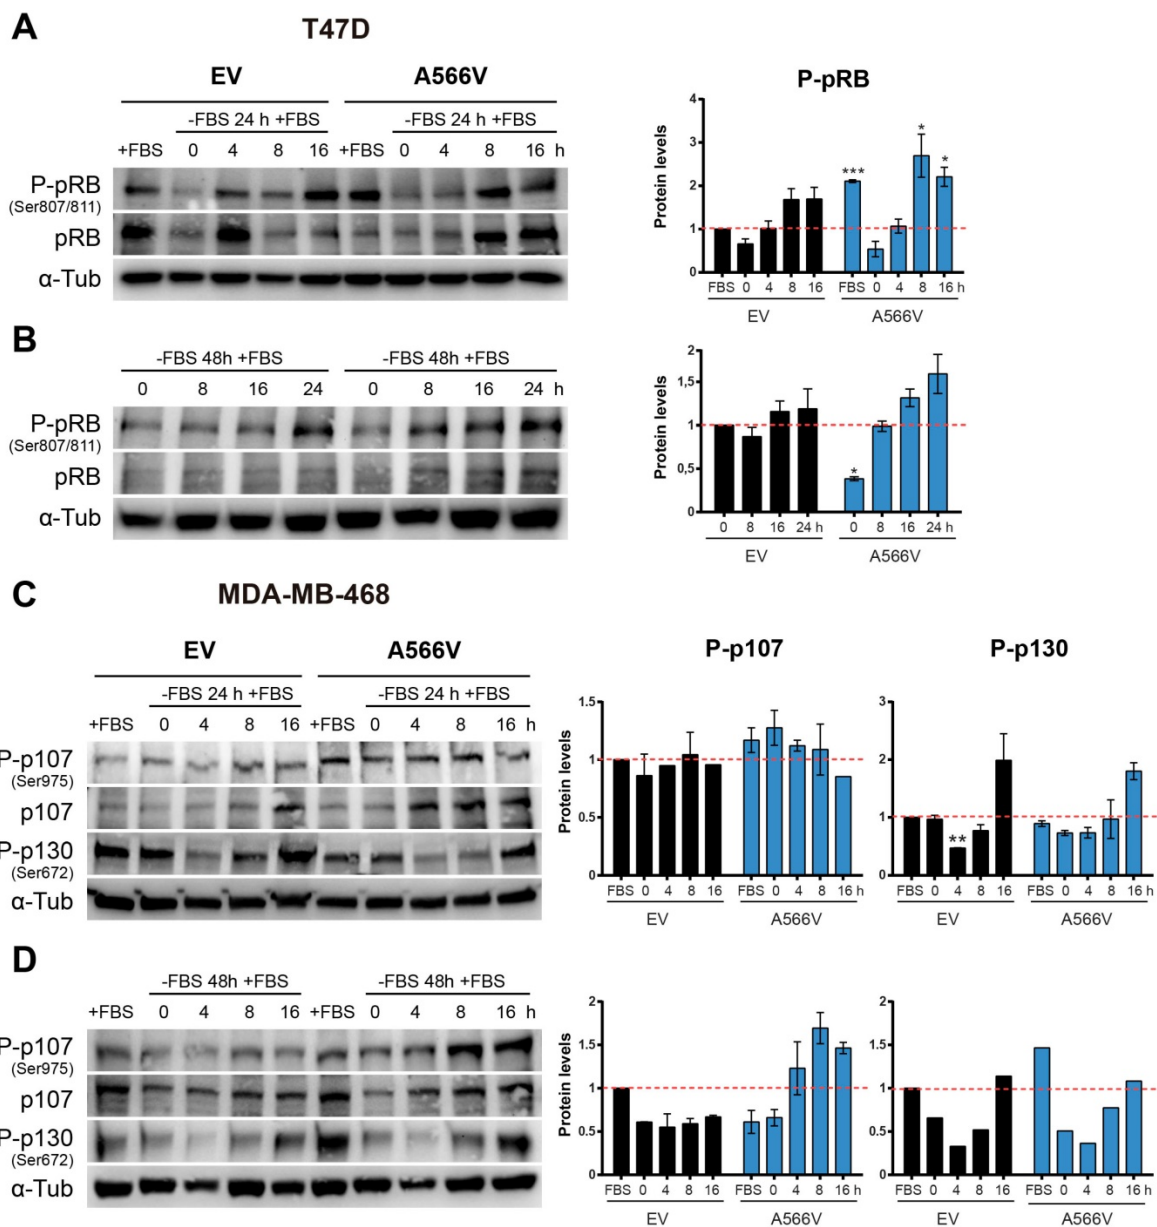 A
T47D
EV
A566V
-FBS 24 h +FBS
-FBS 24 h +FBS
+FBS 0 4 8 16 +FBS 0 4 8 16 h
P-pRB
(Ser807/811)
pRB
α-Tub
P-pRB
Protein levels
4
3
2
1
0
***
*
*
FBS 0 4 8 16 FBS 0 4 8 16 h
EV
A566V
B
-FBS 48h +FBS
-FBS 48h +FBS
0 8 16 24 0 8 16 24 h
P-pRB
(Ser807/811)
pRB
α-Tub
Protein levels
2
1,5
1
0,5
0
*
0 8 16 24 h 0 8 16 24 h
EV
A566V
C
MDA-MB-468
EV
A566V
-FBS 24 h +FBS
-FBS 24 h +FBS
+FBS 0 4 8 16 +FBS 0 4 8 16 h
P-p107
(Ser975)
p107
P-p130
(Ser672)
α-Tub
P-p107
Protein levels
1.5
1
0.5
0
FBS 0 4 8 16 FBS 0 4 8 16 h
EV
A566V
P-p130
3
2
1
0
**
FBS 0 4 8 16 FBS 0 4 8 16 h
EV
A566V
D
-FBS 48h +FBS
-FBS 48h +FBS
+FBS 0 4 8 16 +FBS 0 4 8 16 h
P-p107
(Ser975)
p107
P-p130
(Ser672)
α-Tub
Protein levels
2
1.5
1
0.5
0
FBS 0 4 8 16 FBS 0 4 8 16 h
EV
A566V
2
1.5
1
0.5
0
FBS 0 4 8 16 FBS 0 4 8 16 h
EV
A566V